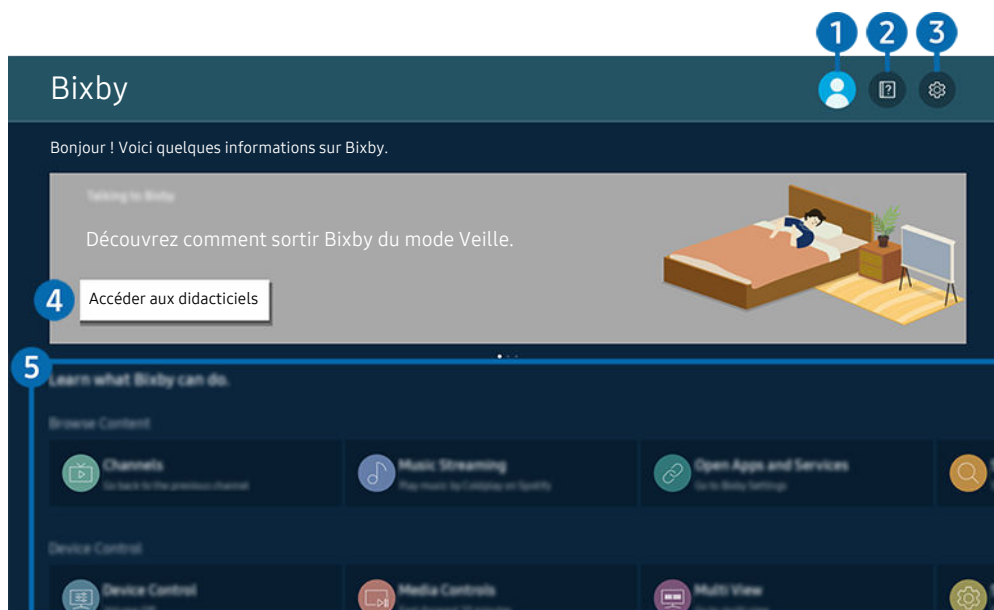 1 2 3
Bixby
Bonjour ! Voici quelques informations sur Bixby.
Talking to Bixby
Découvrez comment sortir Bixby du mode Veille.
4
Accéder aux didacticiels
5
Learn what Bixby can do.
Browse Content
Channels
Go back to the previous channel
Music Streaming
Play music by Coldplay on Spotify
Open Apps and Services
Go to Bixby Settings
Device Control
Device Control
Media Controls
Multi View